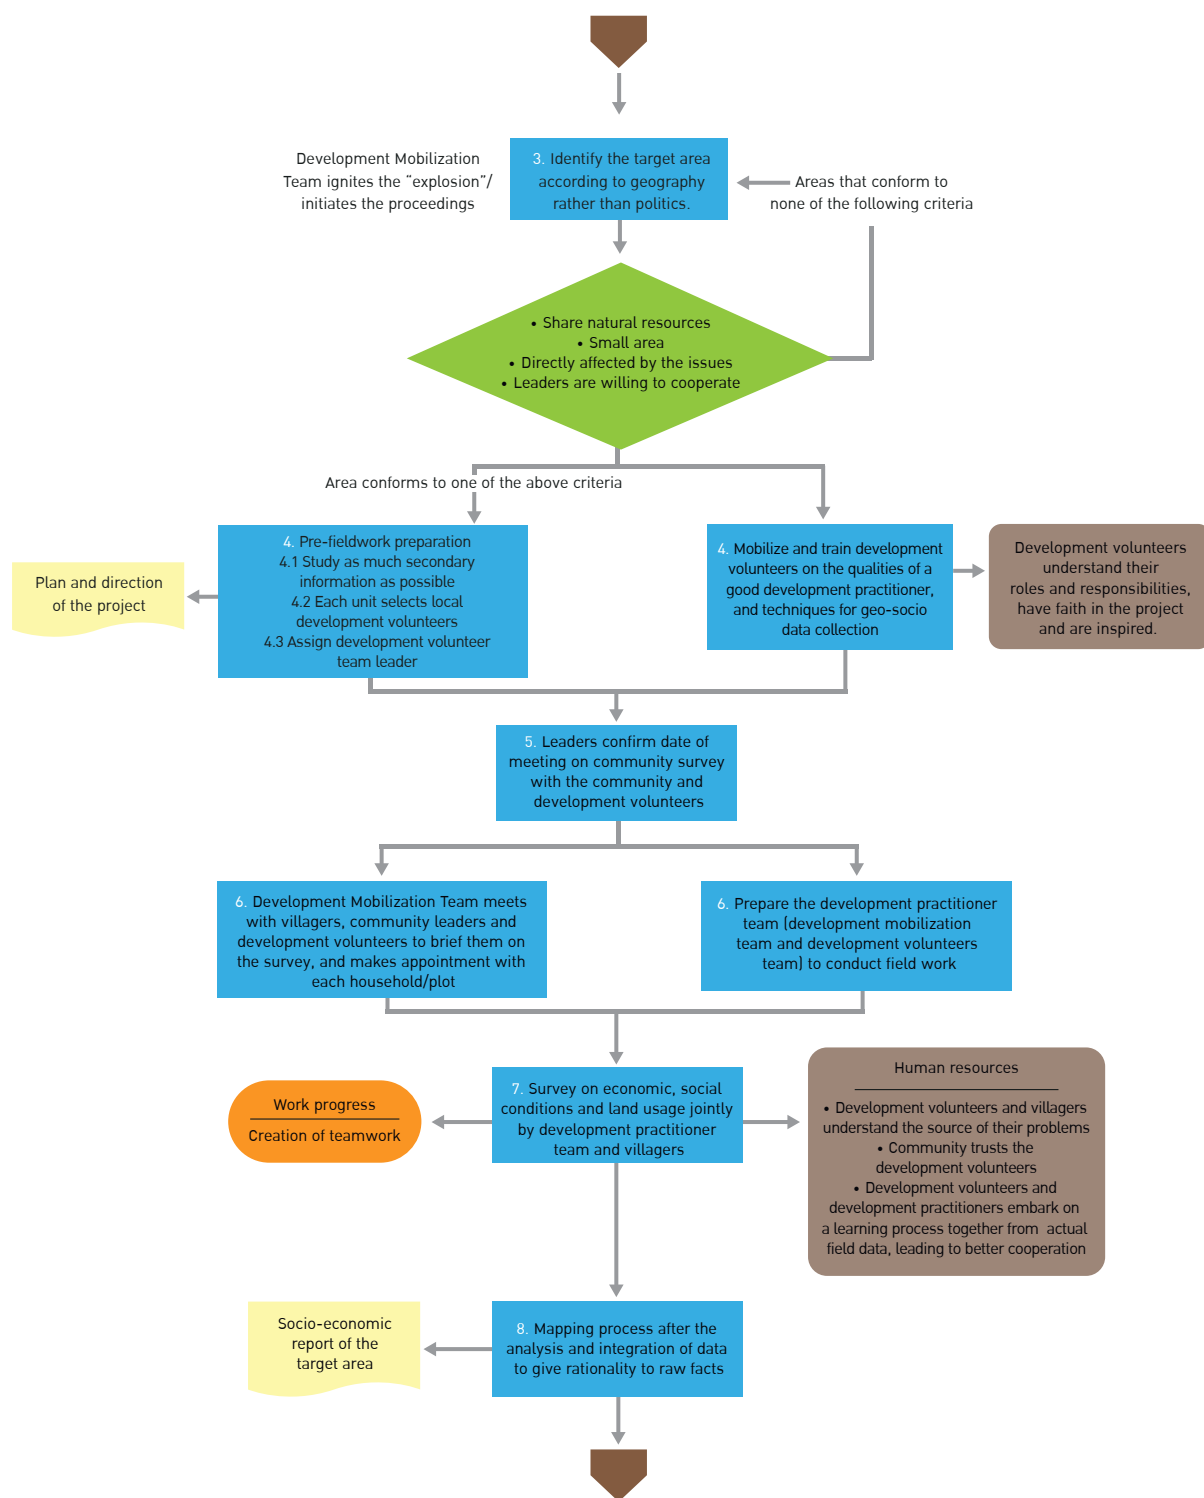 Development Mobilization
Team ignites the “explosion”/
initiates the proceedings
3. Identify the target area
according to geography
rather than politics.
Areas that conform to
none of the following criteria
• Share natural resources
• Small area
• Directly affected by the issues
• Leaders are willing to cooperate
Area conforms to one of the above criteria
Plan and direction
of the project
4. Pre-fieldwork preparation
4.1 Study as much secondary
information as possible
4.2 Each unit selects local
development volunteers
4.3 Assign development volunteer
team leader
4. Mobilize and train development
volunteers on the qualities of a
good development practitioner,
and techniques for geo-socio
data collection
Development volunteers
understand their
roles and responsibilities,
have faith in the project
and are inspired.
5. Leaders confirm date of
meeting on community survey
with the community and
development volunteers
6. Development Mobilization Team meets
with villagers, community leaders and
development volunteers to brief them on
the survey, and makes appointment with
each household/plot
6. Prepare the development practitioner
team (development mobilization
team and development volunteers
team) to conduct field work
Work progress
Creation of teamwork
7. Survey on economic, social
conditions and land usage jointly
by development practitioner
team and villagers
Human resources
• Development volunteers and villagers
understand the source of their problems
• Community trusts the
development volunteers
• Development volunteers and
development practitioners embark on
a learning process together from actual
field data, leading to better cooperation
Socio-economic
report of the
target area
8. Mapping process after the
analysis and integration of data
to give rationality to raw facts